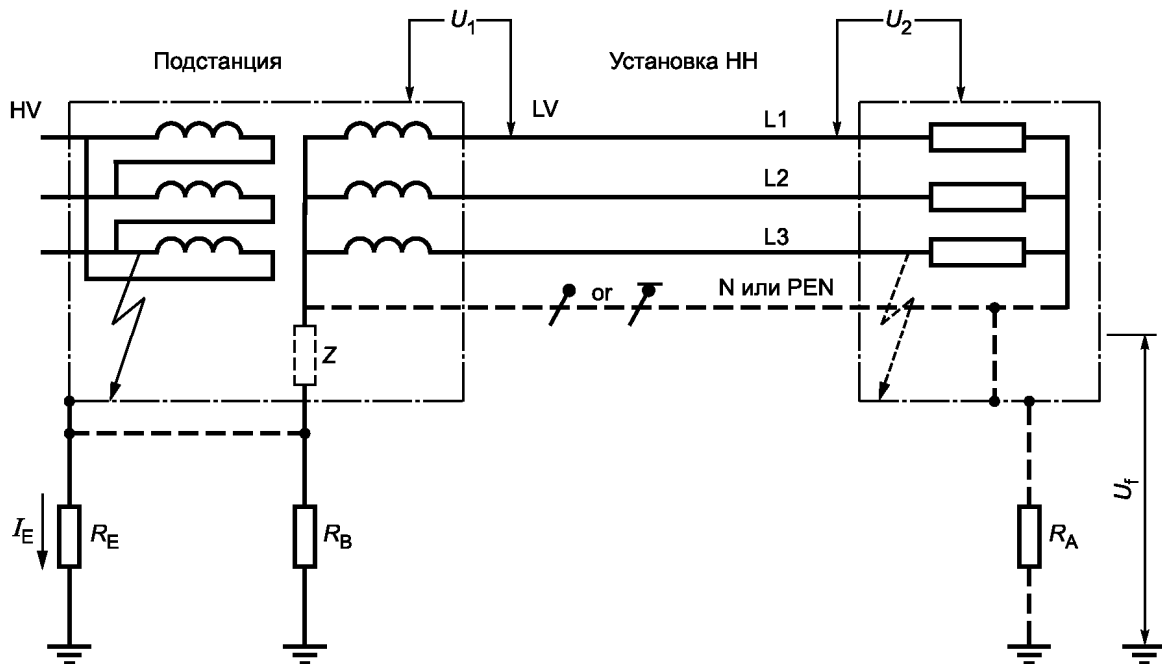 U1
U2
Подстанция
Установка НН
HV
LV
L1
L2
L3
or
N или PEN
Z
Uf
IE
RE
RB
RA